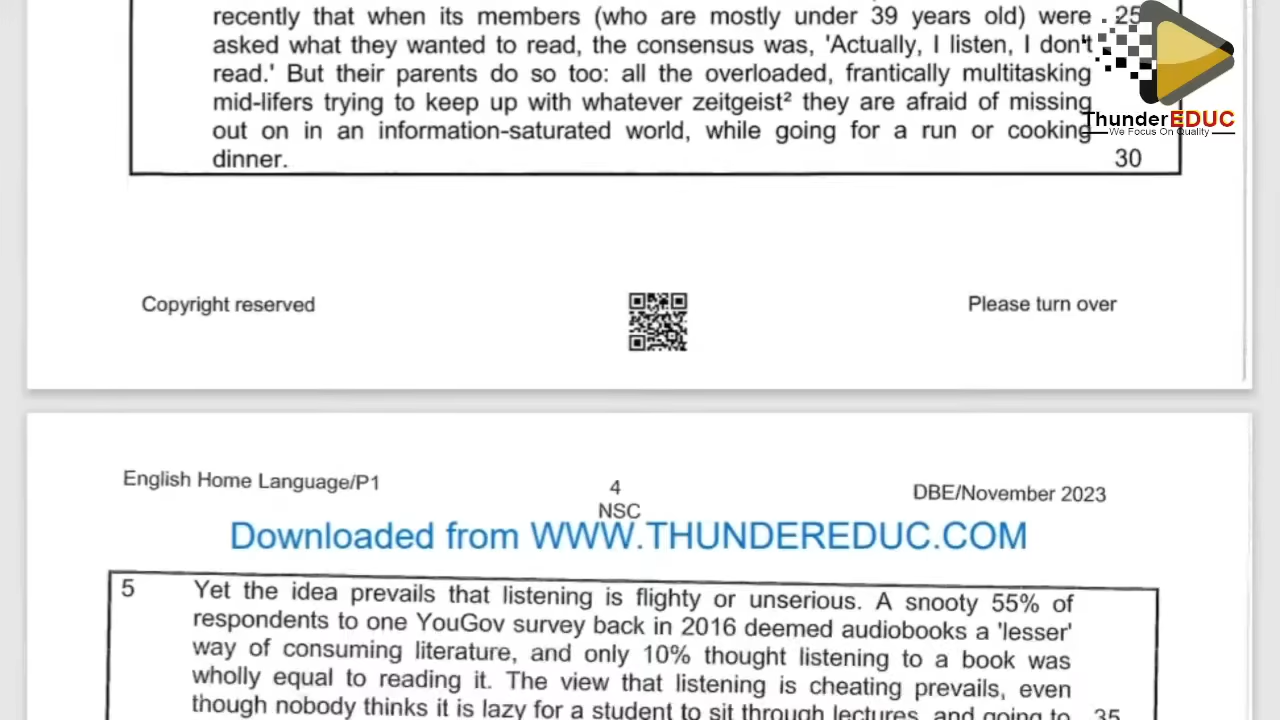 recently that when its members (who are mostly under 39 years old) were 25
asked what they wanted to read, the consensus was, 'Actually, I listen, I don't
read.' But their parents do so too: all the overloaded, frantically multitasking
mid-lifers trying to keep up with whatever zeitgeist² they are afraid of missing
out on in an information-saturated world, while going for a run or cooking
dinner. 30
ThunderEDUC
We Focus On Quality
Copyright reserved
Please turn over
English Home Language/P1
4
DBE/November 2023
NSC
Downloaded from WWW.THUNDEREDUC.COM
5 Yet the idea prevails that listening is flighty or unserious. A snooty 55% of
respondents to one YouGov survey back in 2016 deemed audiobooks a 'lesser'
way of consuming literature, and only 10% thought listening to a book was
wholly equal to reading it. The view that listening is cheating prevails, even
though nobody thinks it is lazy for a student to sit through lectures, and going to 35